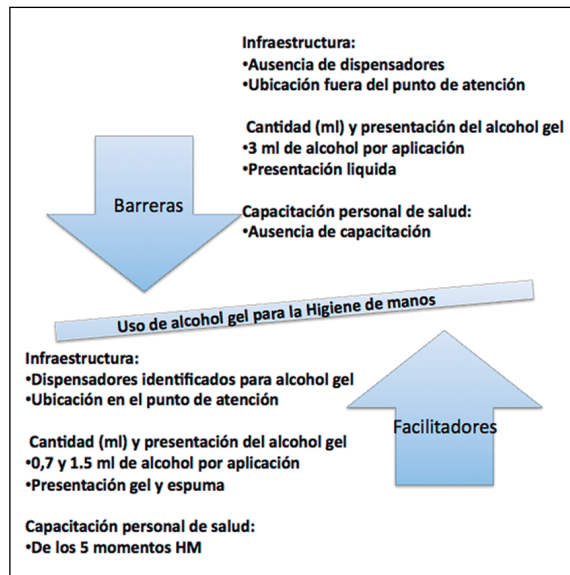 Infraestructura:
•Ausencia de dispensadores
•Ubicación fuera del punto de atención
Cantidad (ml) y presentación del alcohol gel
•3 ml de alcohol por aplicación
•Presentación liquida
Barreras
Capacitación personal de salud:
•Ausencia de capacitación
Uso de alcohol gel para la Higiene de manos
Infraestructura:
•Dispensadores identificados para alcohol gel
•Ubicación en el punto de atención
Facilitadores
Cantidad (ml) y presentación del alcohol gel
•0,7 y 1.5 ml de alcohol por aplicación
•Presentación gel y espuma
Capacitación personal de salud:
•De los 5 momentos HM